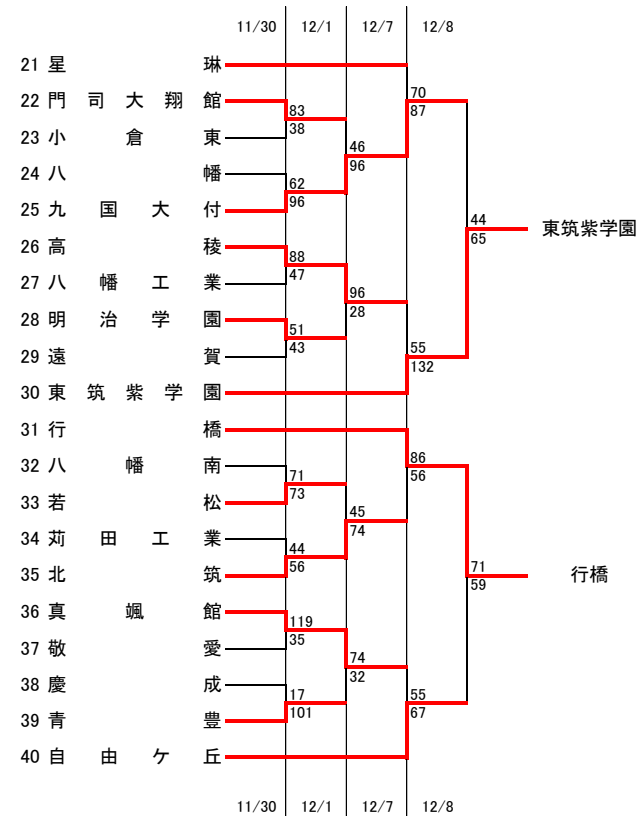 11/30 12/1 12/7 12/8
21 星琳
70
22 門司大翔館
83
87
38
23 小倉東
46
24 八幡
96
62
25 九国大付
96
44
東筑紫学園
65
26 高稜
88
27 八幡工業
47
96
28 明治学園
28
51
29 遠賀
43
55
132
30 東筑紫学園
31 行橋
86
32 八幡南
56
71
33 若松
73
45
34 苅田工業
74
44
35 北筑
56
71
行橋
59
36 真颯館
119
35
37 敬愛
74
32
38 慶成
17
55
39 青豊
101
67
40 自由ケ丘
11/30 12/1 12/7 12/8